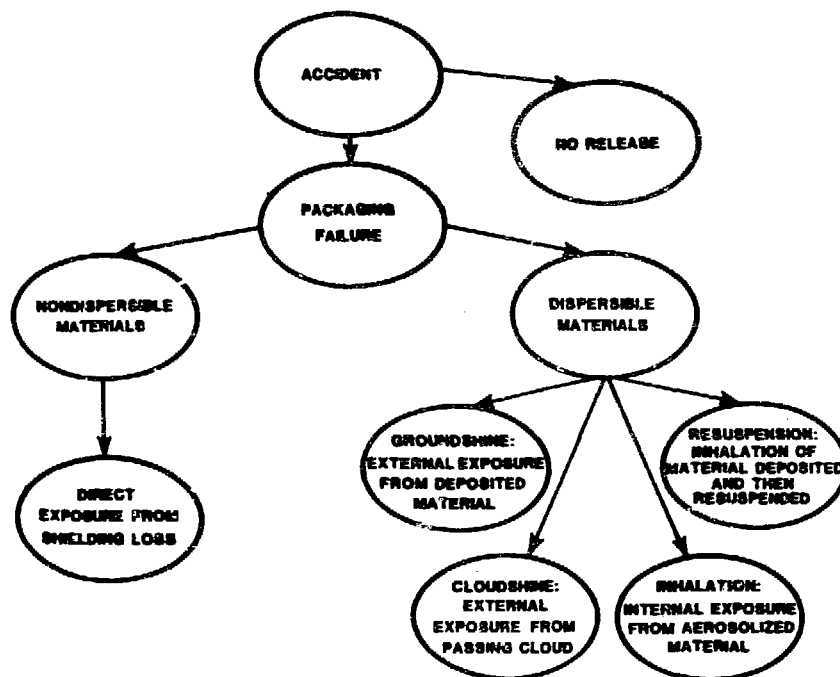 ACCIDENT
NO RELEASE
PACKAGING
FAILURE
NONDISPERSIBLE
MATERIALS
DISPERSIBLE
MATERIALS
GROUNDSHINE:
EXTERNAL EXPOSURE
FROM DEPOSITED
MATERIAL
RESUSPENSION:
INHALATION OF
MATERIAL DEPOSITED
AND THEN
RESUSPENDED
DIRECT
EXPOSURE FROM
SHIELDING LOSS
CLOUDSHINE:
EXTERNAL
EXPOSURE FROM
PASSING CLOUD
INHALATION:
INTERNAL EXPOSURE
FROM AEROSOLIZED
MATERIAL